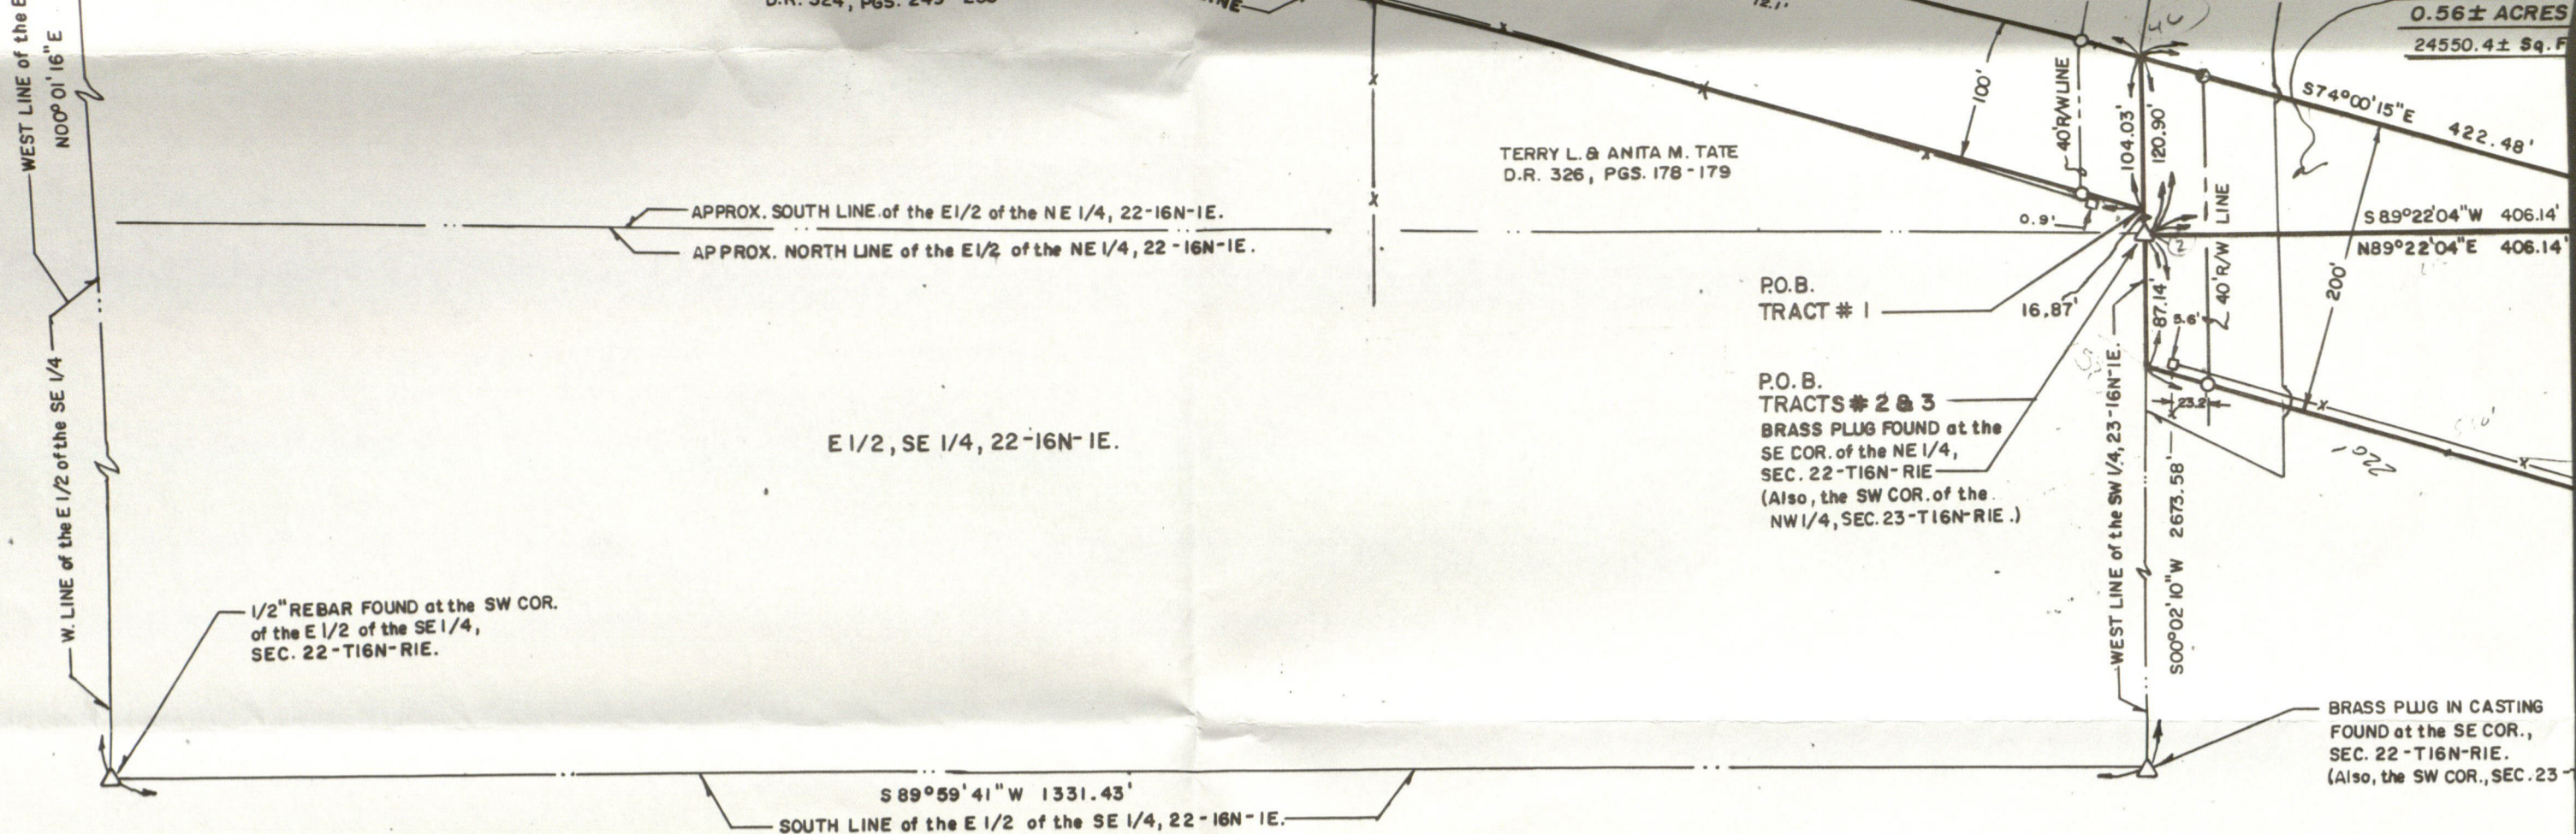 D.R. 324, PGS. 249-
12.1'
0.56± ACRES
24550.4± Sq. F
WEST LINE of the E
N00°01'16"E
100'
40' R/W LINE
104.03'
120.90'
S74°00'15"E 422.48'
TERRY L. & ANITA M. TATE
D.R. 326, PGS. 178-179
APPROX. SOUTH LINE of the E1/2 of the NE 1/4, 22-16N-1E.
APPROX. NORTH LINE of the E1/2 of the NE 1/4, 22-16N-1E.
0.9'
40' R/W LINE
S89°22'04"W 406.14'
N89°22'04"E 406.14'
2
200'
P.O.B.
TRACT # 1
16.87'
87.14'
5.6'
23.2
W. LINE of the E 1/2 of the SE 1/4
P.O.B.
TRACTS # 2 & 3
BRASS PLUG FOUND at the
SE COR. of the NE 1/4,
SEC. 22-T16N-R1E
(Also, the SW COR. of the
NW 1/4, SEC. 23-T16N-R1E.)
E 1/2, SE 1/4, 22-16N-1E.
WEST LINE of the SW 1/4, 23-16N-1E.
S00°02'10"W 2673.58'
220'
1/2" REBAR FOUND at the SW COR.
of the E 1/2 of the SE 1/4,
SEC. 22-T16N-R1E.
BRASS PLUG IN CASTING
FOUND at the SE COR.,
SEC. 22-T16N-R1E.
(Also, the SW COR., SEC. 23-
S89°59'41"W 1331.43'
SOUTH LINE of the E 1/2 of the SE 1/4, 22-16N-1E.